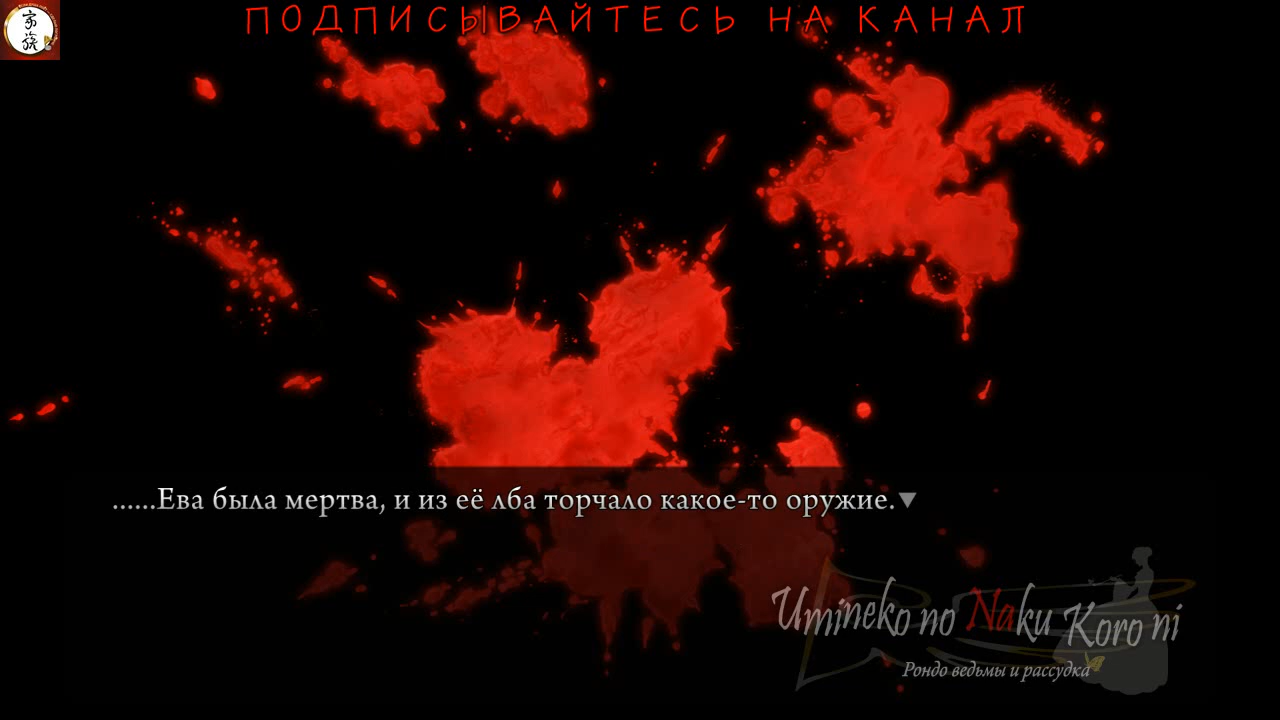 ПОДПИСЫВАЙТЕСЬ НА КАНАЛ
......Ева была мертва, и из её лба торчало какое-то оружие.
Umineko no Naku Koro ni
Рондо ведьмы и рассудка